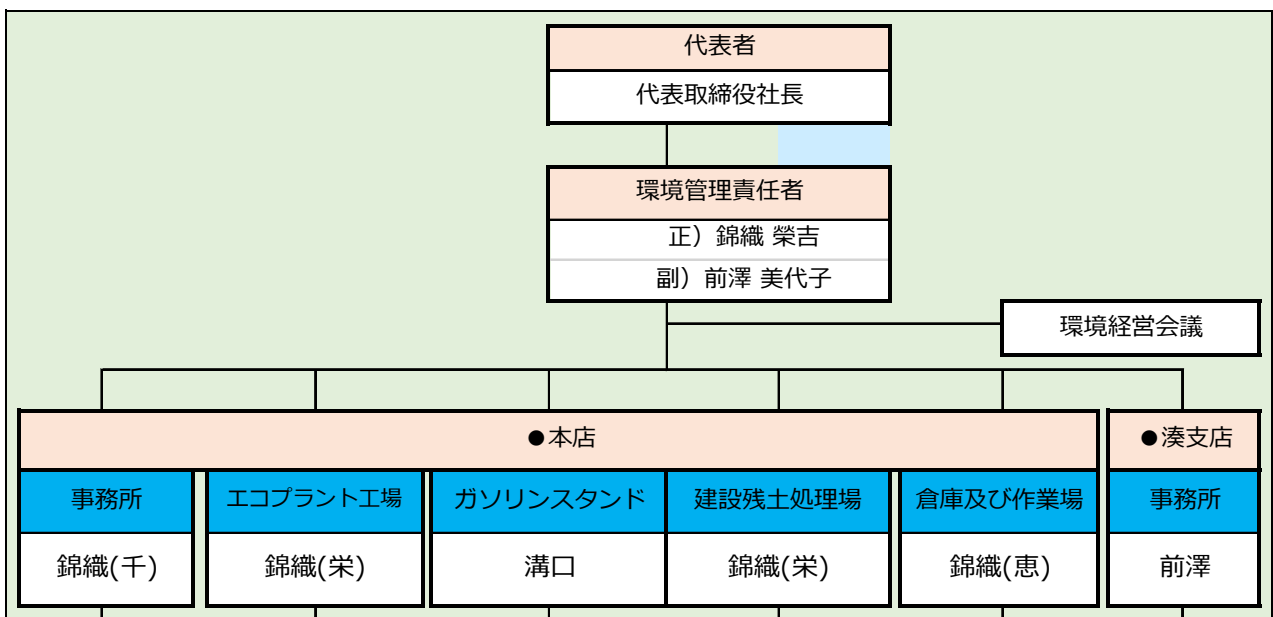 代表者
代表取締役社長
環境管理責任者
正）錦織 榮吉
副）前澤 美代子
環境経営会議
●本店
●湊支店
事務所
エコプラント工場
ガソリンスタンド
建設残土処理場
倉庫及び作業場
事務所
錦織(千)
錦織(栄)
溝口
錦織(栄)
錦織(恵)
前澤